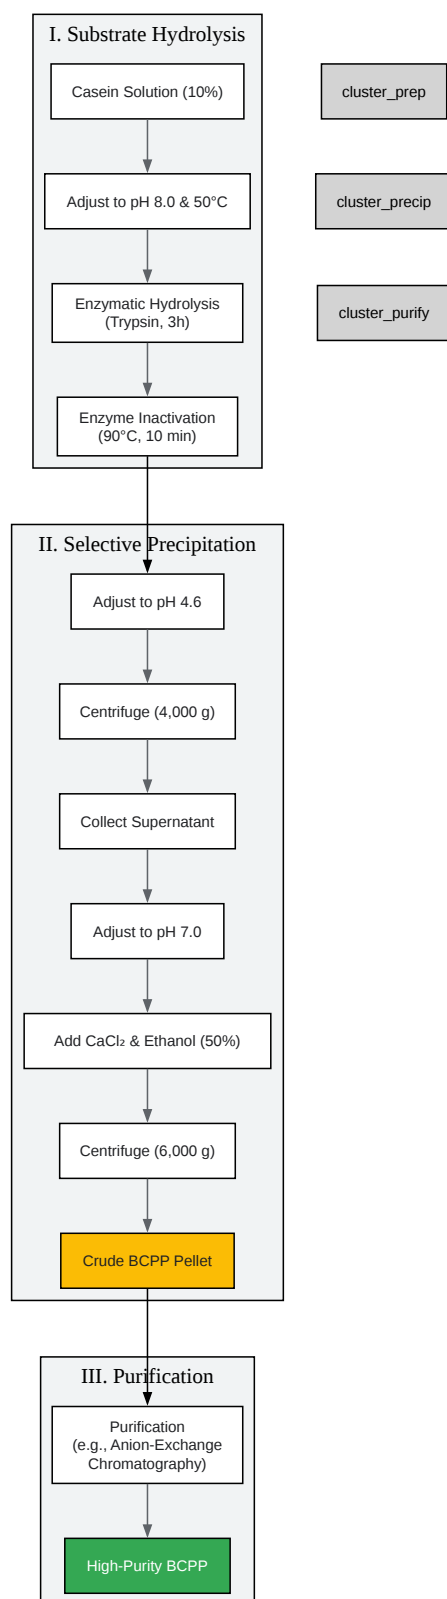 I. Substrate Hydrolysis
Casein Solution (10%)
cluster_prep
Adjust to pH 8.0 & 50°C
cluster_precip
Enzymatic Hydrolysis
(Trypsin, 3h)
cluster_purify
Enzyme Inactivation
(90°C, 10 min)
II. Selective Precipitation
Adjust to pH 4.6
Centrifuge (4,000 g)
Collect Supernatant
Adjust to pH 7.0
Add CaCl₂ & Ethanol (50%)
Centrifuge (6,000 g)
Crude BCPP Pellet
III. Purification
Purification
(e.g., Anion-Exchange
Chromatography)
High-Purity BCPP